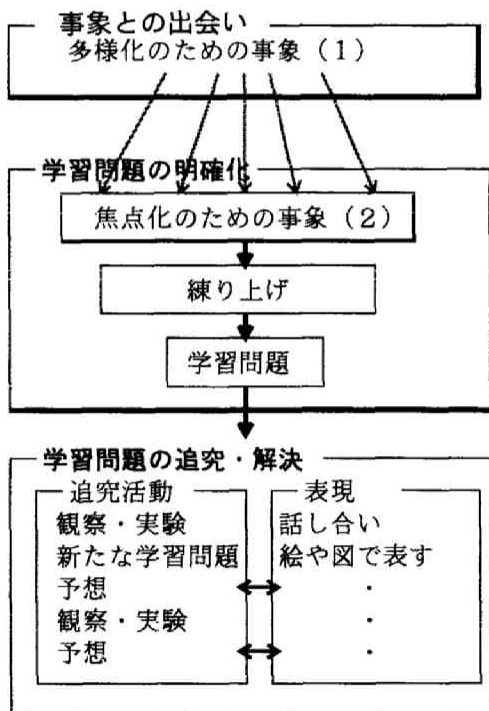 事象との出会い
多様化のための事象（１）
学習問題の明確化
焦点化のための事象（２）
練り上げ
学習問題
学習問題の追究・解決
追究活動
観察・実験
新たな学習問題
予想
観察・実験
予想
表現
話し合い
絵や図で表す
・
・
・